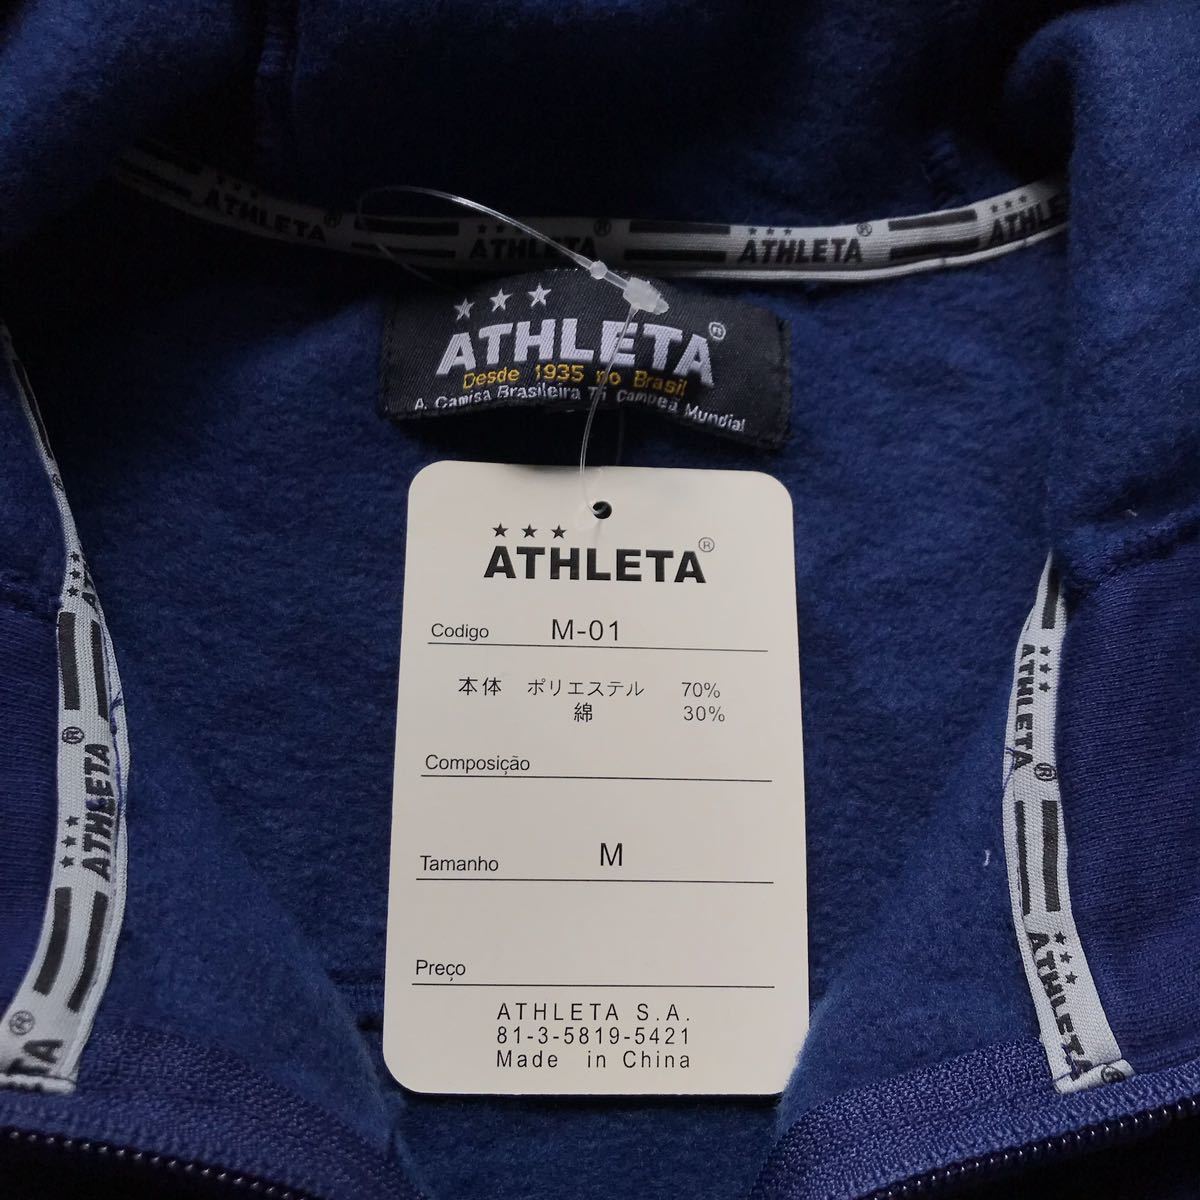 ATHLETA®
ATHLETA®
ATHLETA®
ATHLETA
★★★
ATHLETA®
Desde 1935 no Brasil
A Camisa Brasileira Tri Campeã Mundial
★★★
ATHLETA®
Codigo M-01
本体 ポリエステル 70%
綿 30%
Composição
Tamanho M
Preço
ATHLETA S.A.
81-3-5819-5421
Made in China
ATHLETA®
TA®
ATHLETA®
ATHLETA